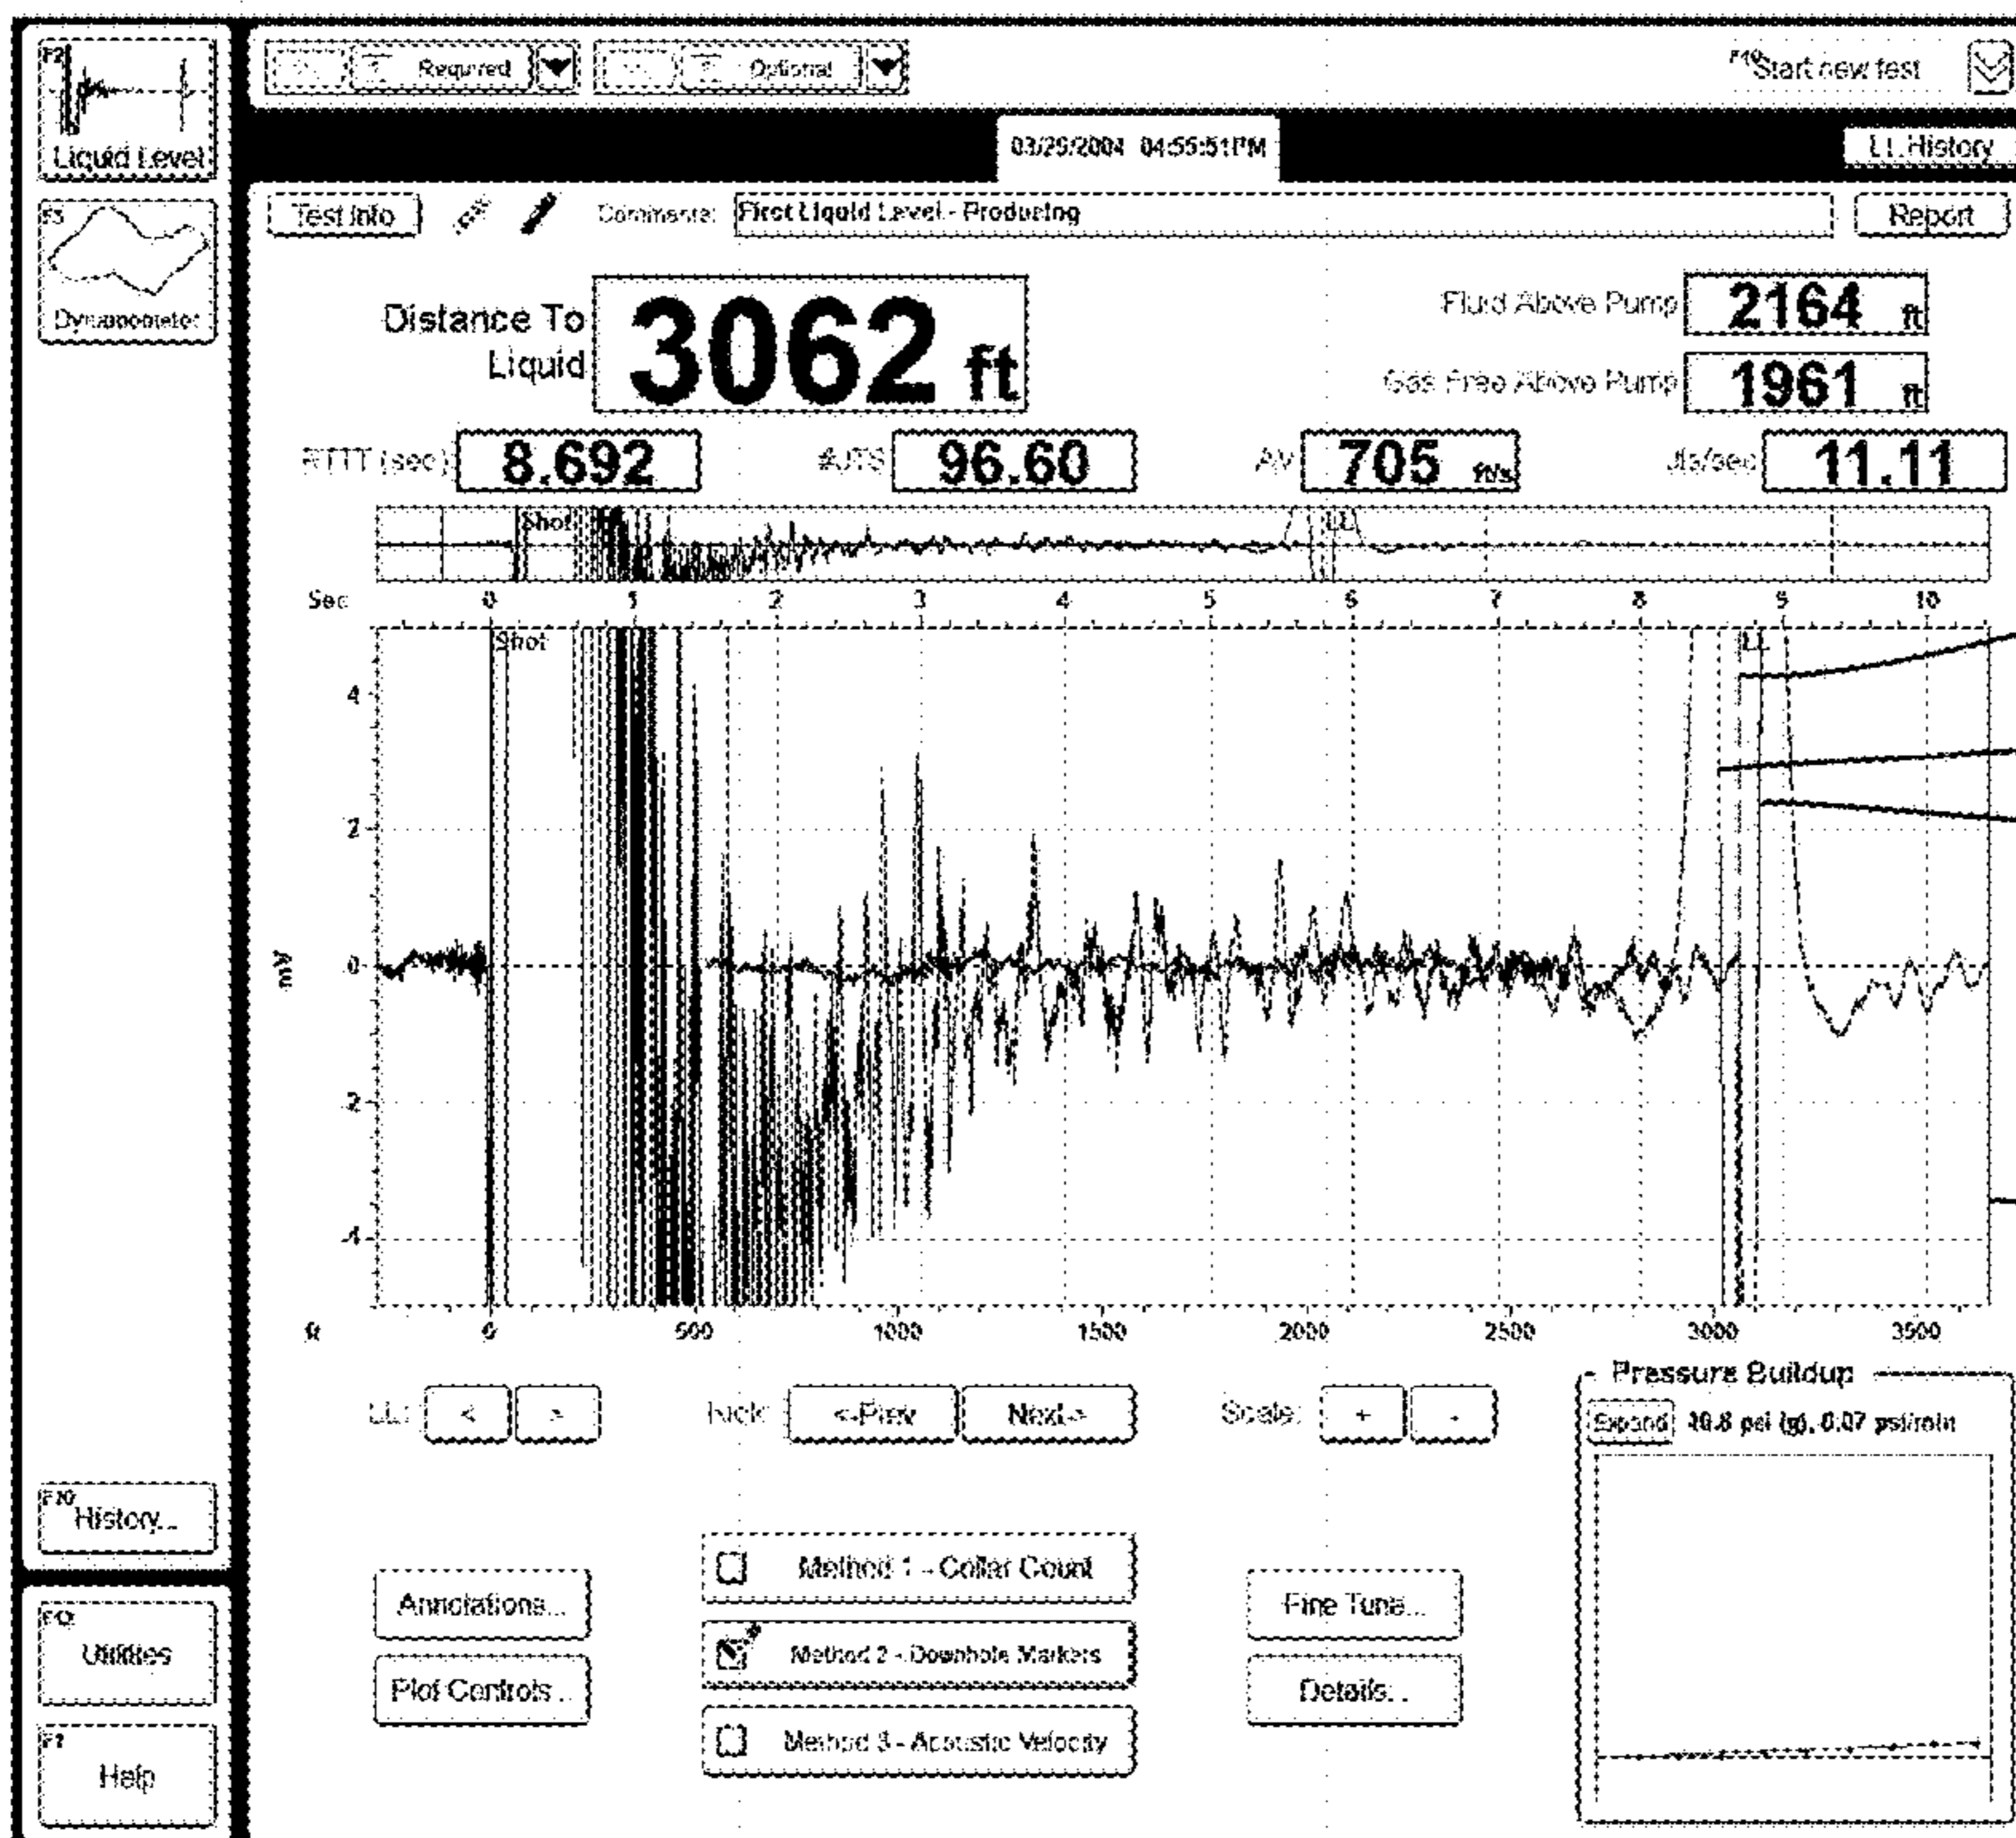 F2
Liquid Level
Dynamometer
History...
Utilities
Help
Required Optional Start new test
03/29/2004 04:55:51PM LL History
Test Info Comments: First Liquid Level - Producing Report
Distance To Liquid 3062 ft
Fluid Above Pump 2164 ft
Gas Free Above Pump 1961 ft
RTTT (sec) 8.692 #JTS 96.60 AV 705 ft/s Jts/sec 11.11
Shot LL
Sec 0 1 2 3 4 5 6 7 8 9 10
Shot LL
4
2
mV 0
-2
-4
ft 0 500 1000 1500 2000 2500 3000 3500
LL: < > Kick: <-Prev Next-> Scale: + -
Pressure Buildup
Expand psi (g), 0.07 psi/min
Annotations...
Plot Controls...
Method 1 - Collar Count
Method 2 - Downhole Markers
Method 3 - Acoustic Velocity
Fine Tune...
Details...